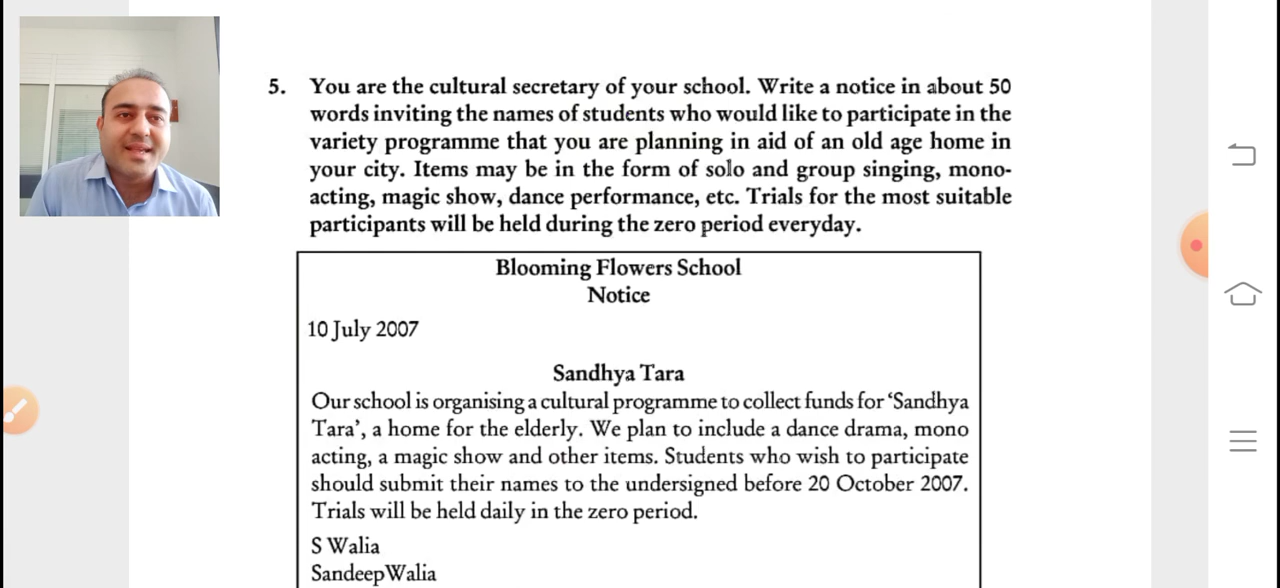 5. You are the cultural secretary of your school. Write a notice in about 50
words inviting the names of students who would like to participate in the
variety programme that you are planning in aid of an old age home in
your city. Items may be in the form of solo and group singing, mono-
acting, magic show, dance performance, etc. Trials for the most suitable
participants will be held during the zero period everyday.
Blooming Flowers School
Notice
10 July 2007
Sandhya Tara
Our school is organising a cultural programme to collect funds for ‘Sandhya
Tara’, a home for the elderly. We plan to include a dance drama, mono
acting, a magic show and other items. Students who wish to participate
should submit their names to the undersigned before 20 October 2007.
Trials will be held daily in the zero period.
S Walia
SandeepWalia